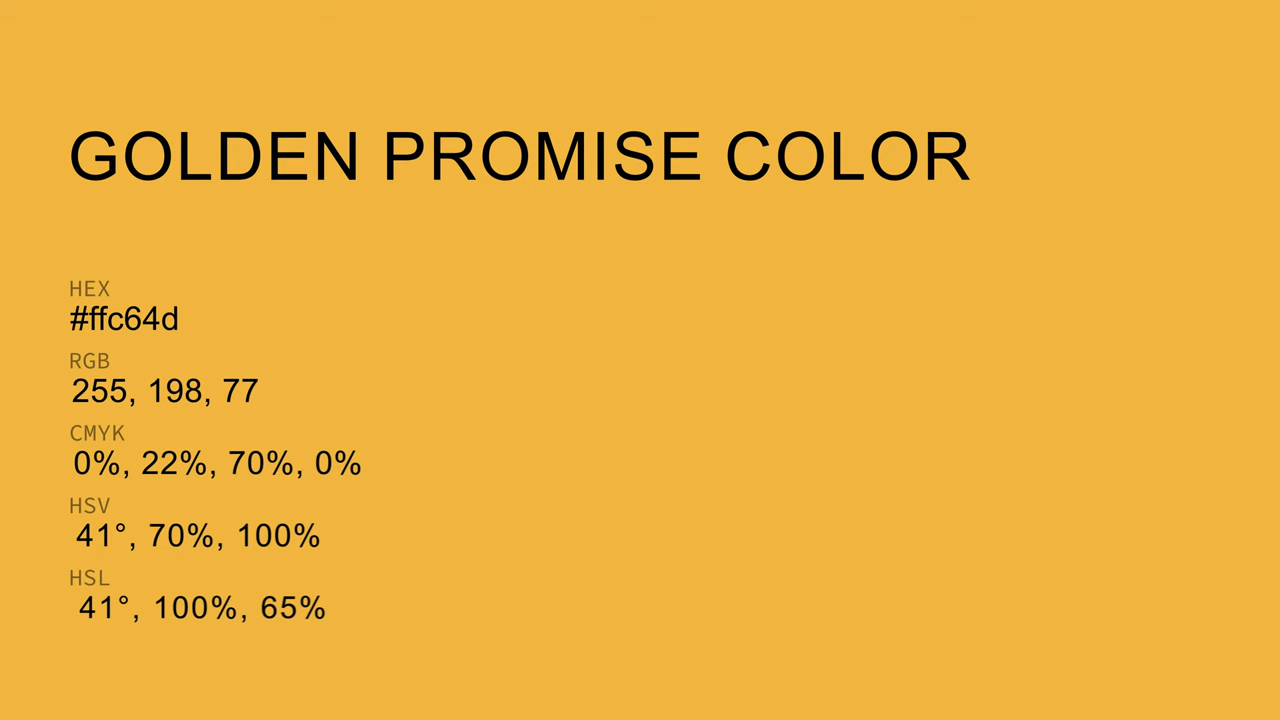 GOLDEN PROMISE COLOR
HEX
#ffc64d
RGB
255, 198, 77
CMYK
0%, 22%, 70%, 0%
HSV
41°, 70%, 100%
HSL
41°, 100%, 65%